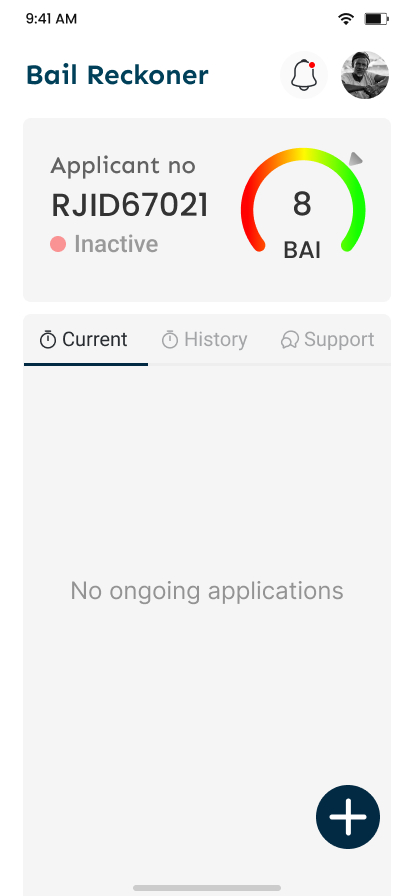 9:41 AM
Bail Reckoner
Applicant no
RJID67021
Inactive
8
BAI
Current History Support
No ongoing applications